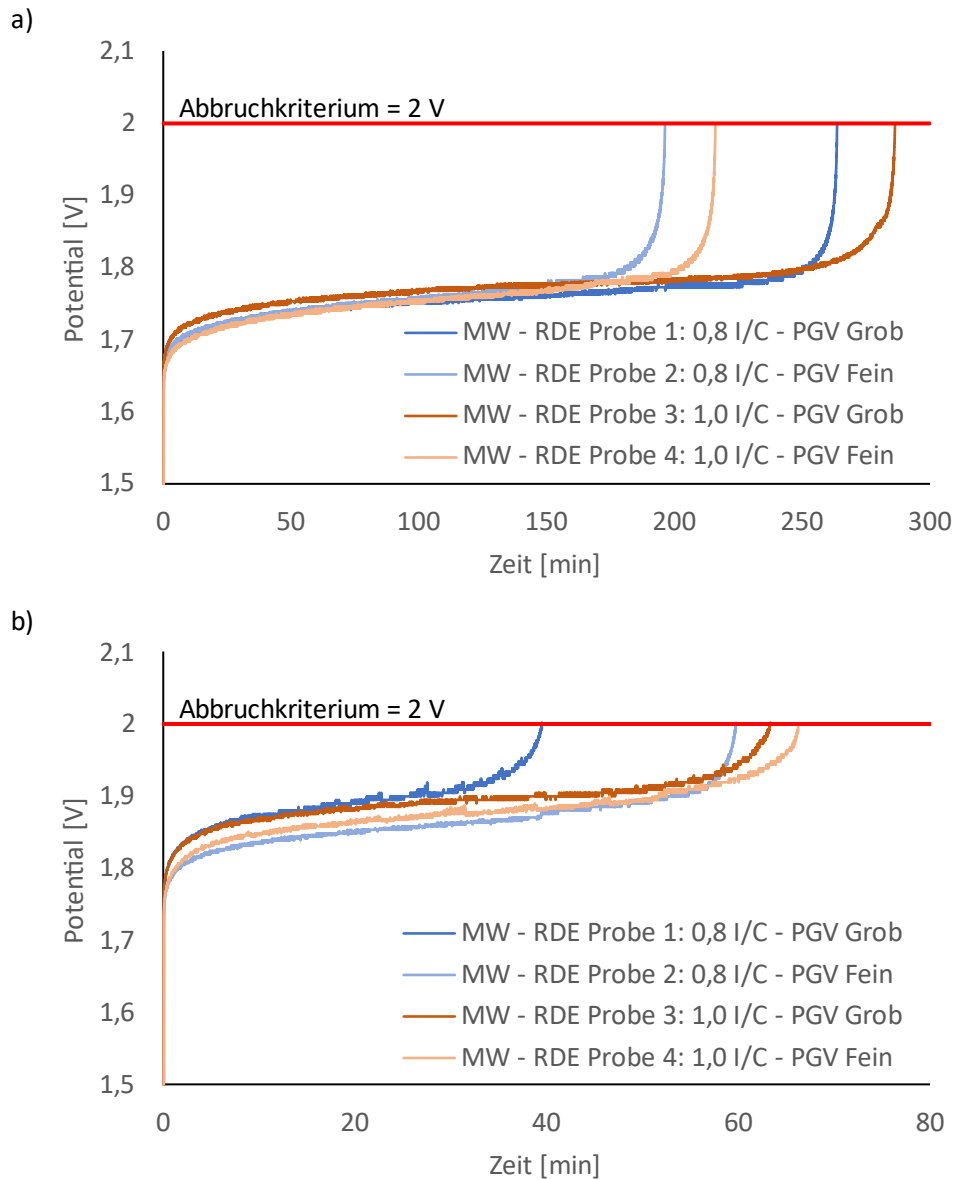 a)
2,1
Abbruchkriterium = 2 V
2
1,9
1,8
1,7
1,6
1,5
Potential [V]
MW - RDE Probe 1: 0,8 I/C - PGV Grob
MW - RDE Probe 2: 0,8 I/C - PGV Fein
MW - RDE Probe 3: 1,0 I/C - PGV Grob
MW - RDE Probe 4: 1,0 I/C - PGV Fein
0 50 100 150 200 250 300
Zeit [min]
b)
2,1
Abbruchkriterium = 2 V
2
1,9
1,8
1,7
1,6
1,5
Potential [V]
MW - RDE Probe 1: 0,8 I/C - PGV Grob
MW - RDE Probe 2: 0,8 I/C - PGV Fein
MW - RDE Probe 3: 1,0 I/C - PGV Grob
MW - RDE Probe 4: 1,0 I/C - PGV Fein
0 20 40 60 80
Zeit [min]